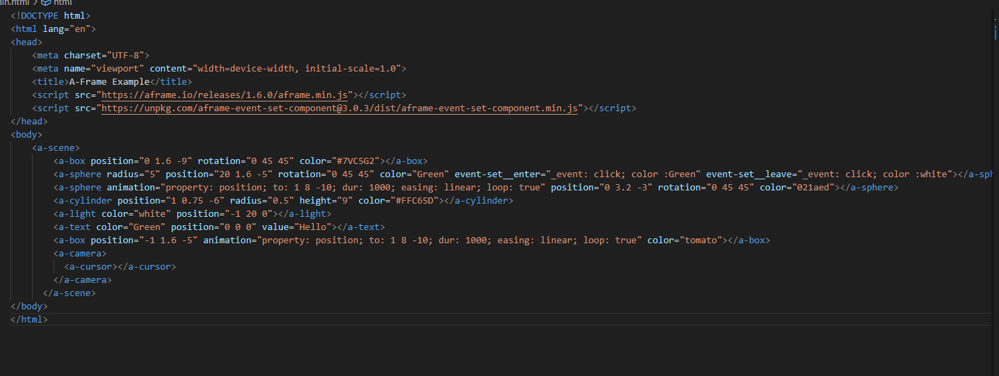 ain.html > html
<!DOCTYPE html>
<html lang="en">
<head>
    <meta charset="UTF-8">
    <meta name="viewport" content="width=device-width, initial-scale=1.0">
    <title>A-Frame Example</title>
    <script src="https://aframe.io/releases/1.6.0/aframe.min.js"></script>
    <script src="https://unpkg.com/aframe-event-set-component@3.0.3/dist/aframe-event-set-component.min.js"></script>
</head>
<body>
    <a-scene>
        <a-box position="0 1.6 -9" rotation="0 45 45" color="#7VC5G2"></a-box>
        <a-sphere radius="5" position="20 1.6 -5" rotation="0 45 45" color="Green" event-set__enter="_event: click; color :Green" event-set__leave="_event: click; color :white"></a-sph
        <a-sphere animation="property: position; to: 1 8 -10; dur: 1000; easing: linear; loop: true" position="0 3.2 -3" rotation="0 45 45" color="021aed"></a-sphere>
        <a-cylinder position="1 0.75 -6" radius="0.5" height="9" color="#FFC65D"></a-cylinder>
        <a-light color="white" position="-1 20 0"></a-light>
        <a-text color="Green" position="0 0 0" value="Hello"></a-text>
        <a-box position="-1 1.6 -5" animation="property: position; to: 1 8 -10; dur: 1000; easing: linear; loop: true" color="tomato"></a-box>
        <a-camera>
          <a-cursor></a-cursor>
        </a-camera>
      </a-scene>
</body>
</html>